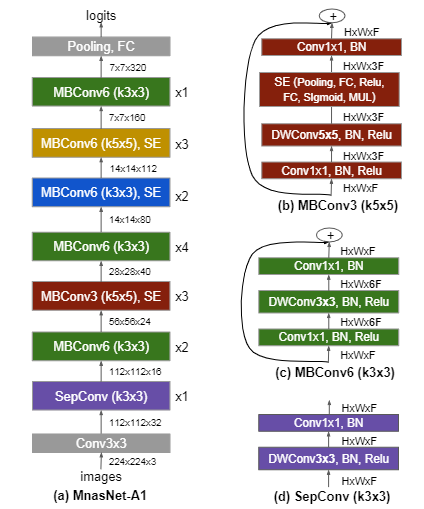 logits
Pooling, FC
7x7x320
MBConv6 (k3x3) x1
7x7x160
MBConv6 (k5x5), SE x3
14x14x112
MBConv6 (k3x3), SE x2
14x14x80
MBConv6 (k3x3) x4
28x28x40
MBConv3 (k5x5), SE x3
56x56x24
MBConv6 (k3x3) x2
112x112x16
SepConv (k3x3) x1
112x112x32
Conv3x3
224x224x3
images
(a) MnasNet-A1
+
HxWxF
Conv1x1, BN
HxWx3F
SE (Pooling, FC, Relu,
FC, SIgmoid, MUL)
HxWx3F
DWConv5x5, BN, Relu
HxWx3F
Conv1x1, BN, Relu
HxWxF
(b) MBConv3 (k5x5)
+
HxWxF
Conv1x1, BN
HxWx6F
DWConv3x3, BN, Relu
HxWx6F
Conv1x1, BN, Relu
HxWxF
(c) MBConv6 (k3x3)
HxWxF
Conv1x1, BN
HxWxF
DWConv3x3, BN, Relu
HxWxF
(d) SepConv (k3x3)